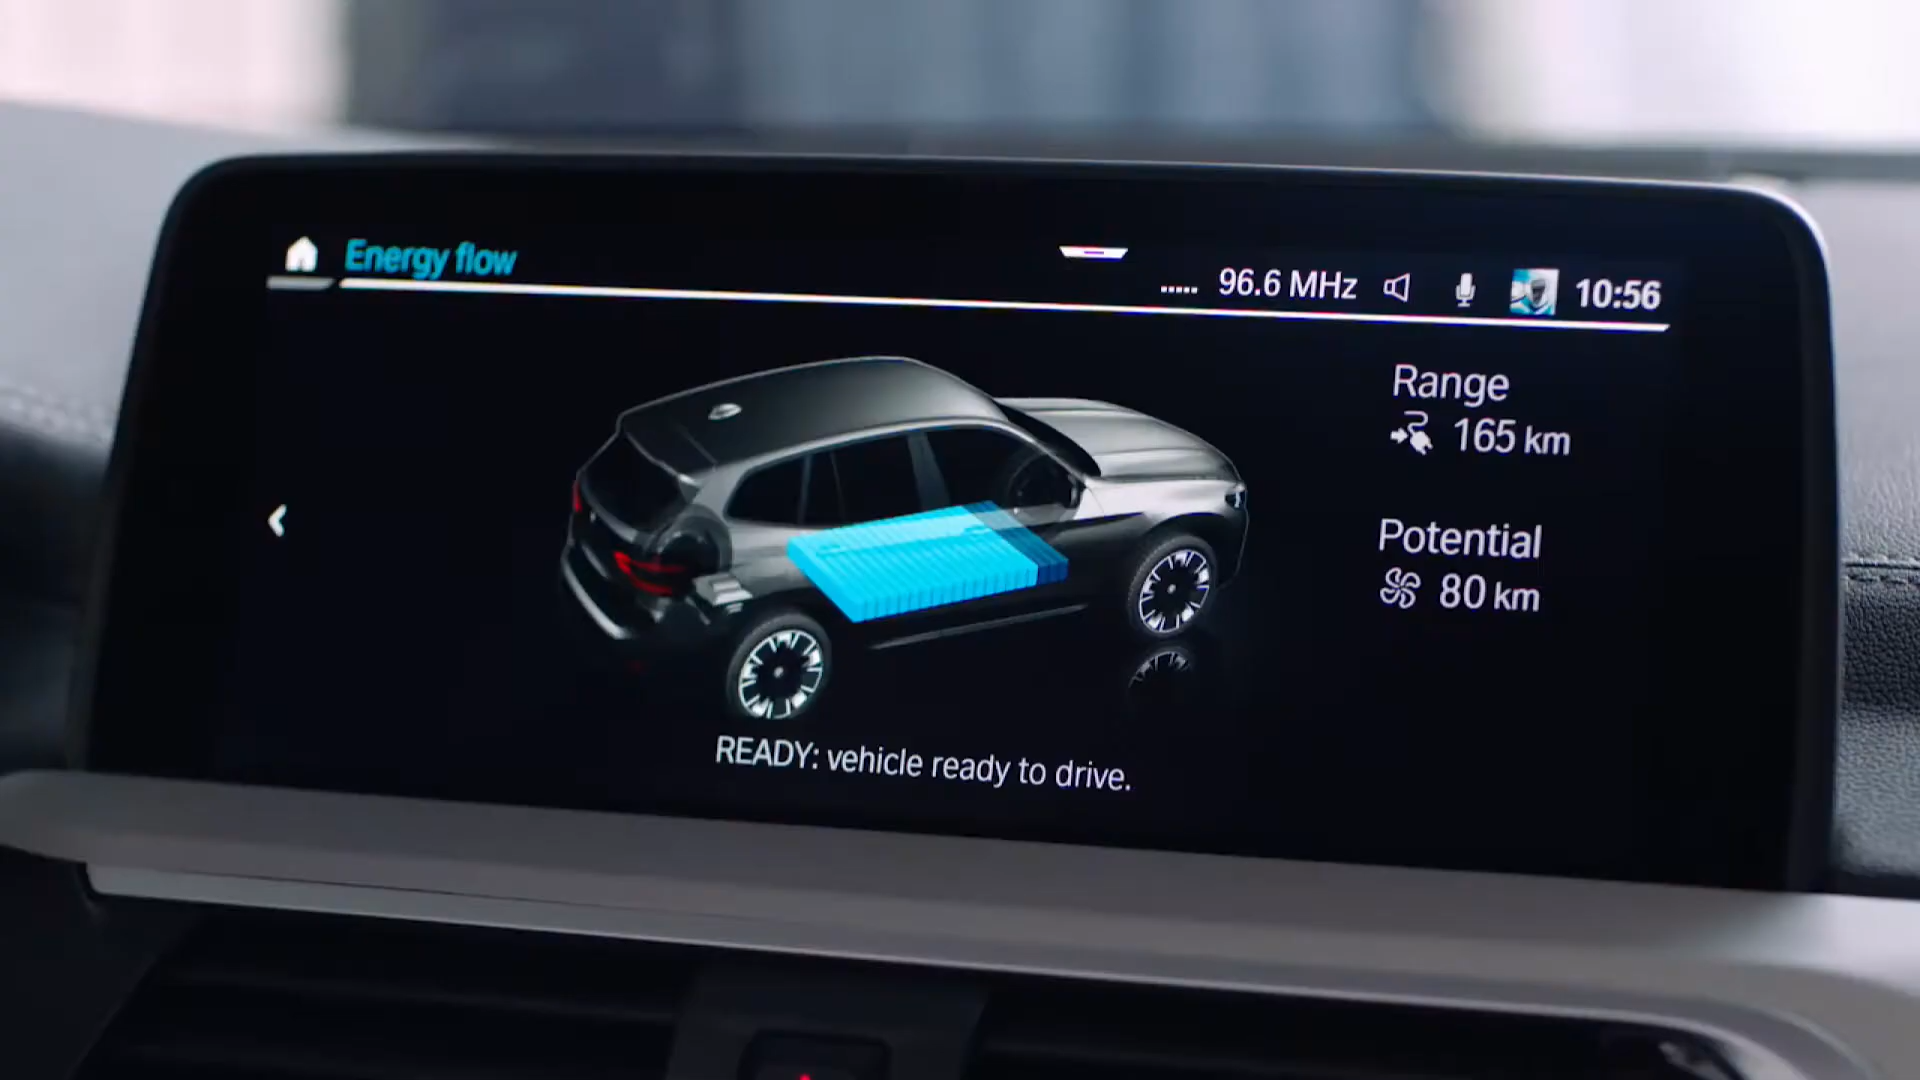 Energy flow
..... 96.6 MHz 10:56
Range
165 km
Potential
80 km
READY: vehicle ready to drive.